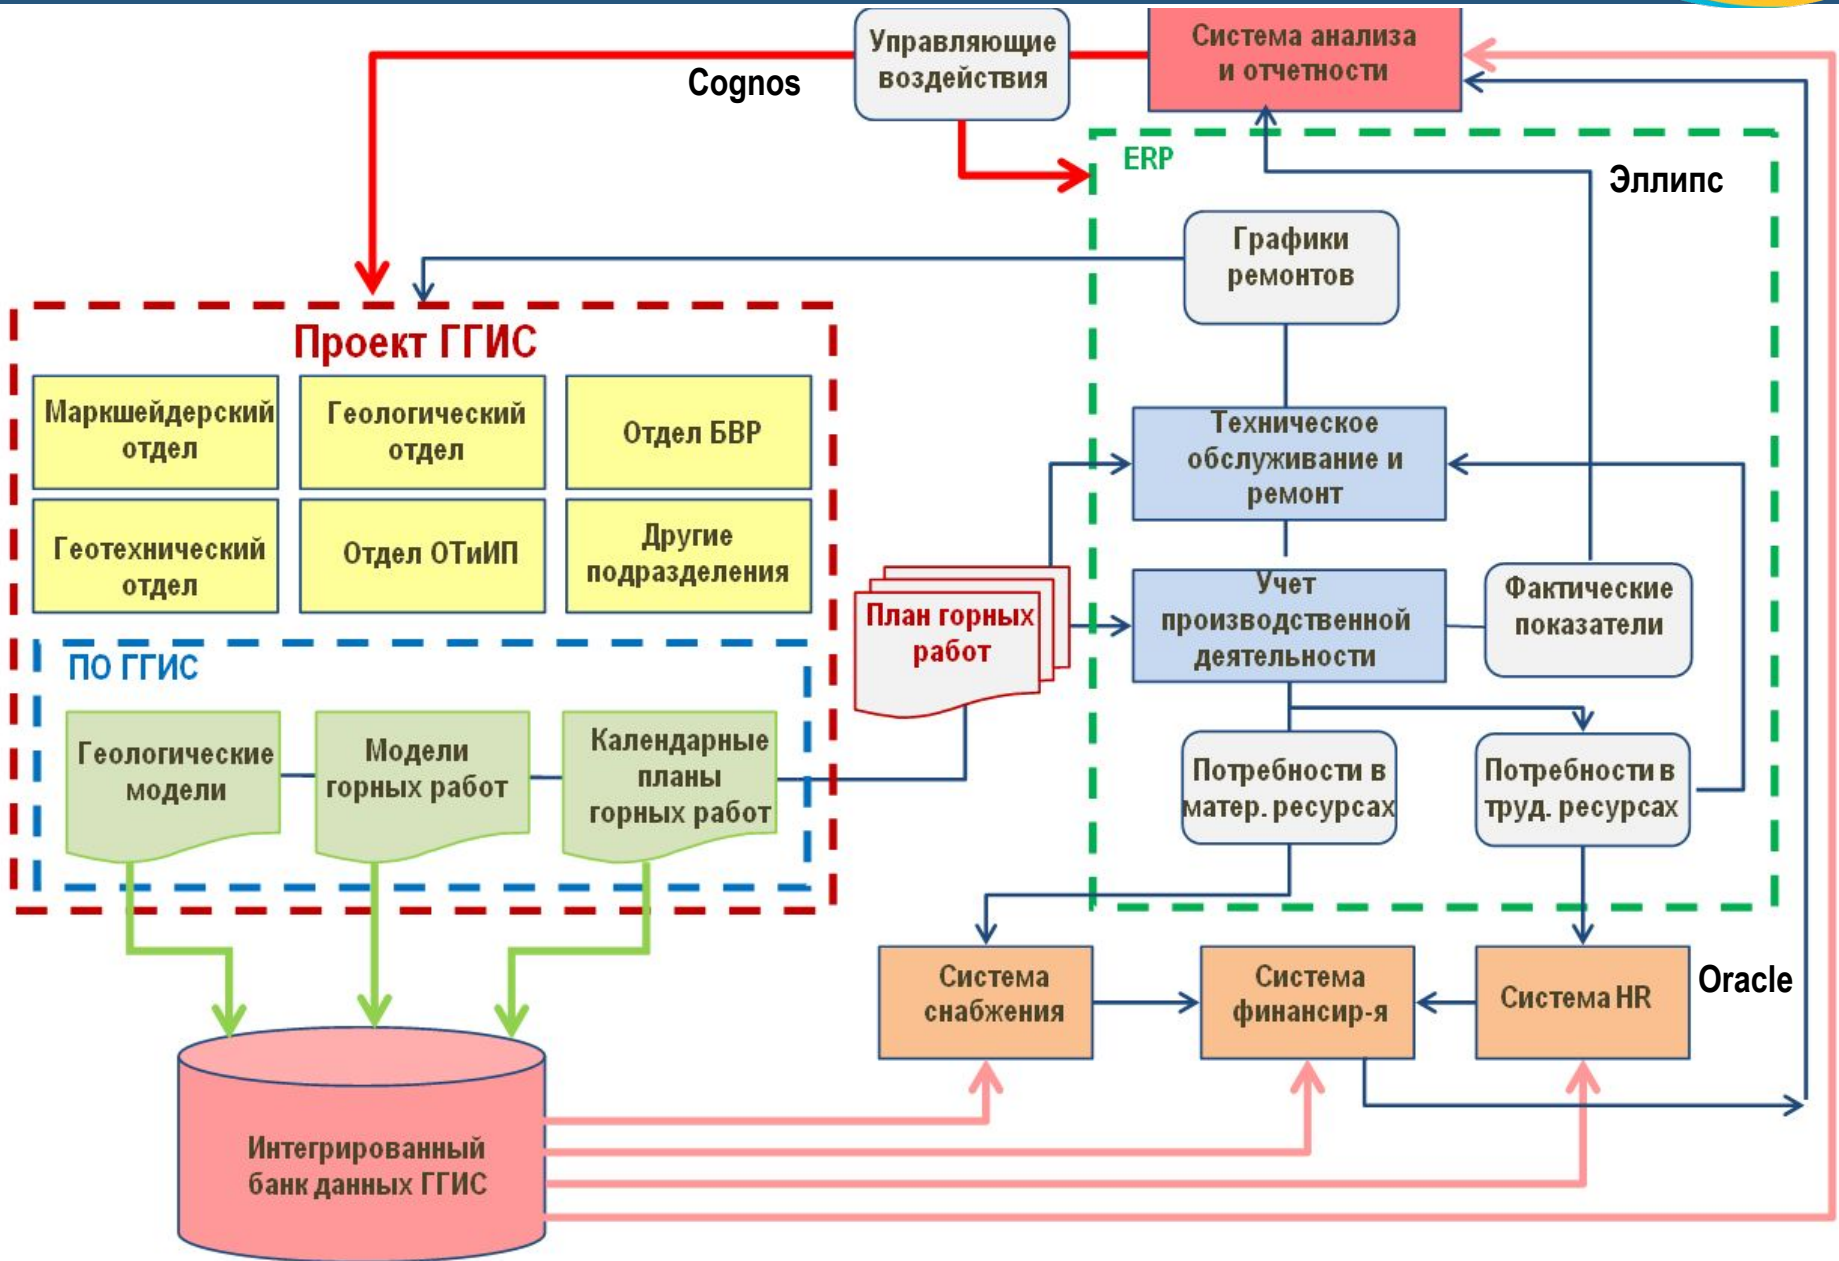 Управляющие
воздействия
Система анализа
и отчетности
Cognos
ERP
Эллипс
Графики
ремонтов
Проект ГГИС
Маркшейдерский
отдел
Геологический
отдел
Отдел БВР
Геотехнический
отдел
Отдел ОТиИП
Другие
подразделения
Техническое
обслуживание и
ремонт
План горных
работ
Учет
производственной
деятельности
Фактические
показатели
ПО ГГИС
Геологические
модели
Модели
горных работ
Календарные
планы
горных работ
Потребности в
матер. ресурсах
Потребности в
труд. ресурсах
Система
снабжения
Система
финансир-я
Система HR
Oracle
Интегрированный
банк данных ГГИС